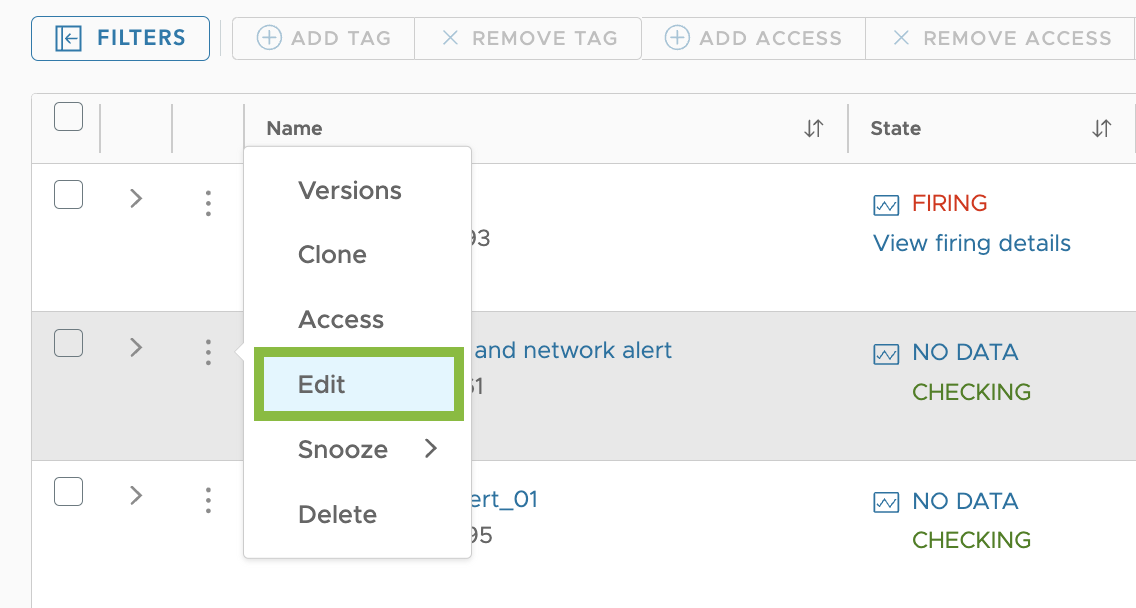 FILTERS ADD TAG REMOVE TAG ADD ACCESS REMOVE ACCESS
Name State
Versions
Clone
Access
Edit
Snooze
Delete
93
FIRING
View firing details
and network alert
51
NO DATA
CHECKING
ert_01
95
NO DATA
CHECKING